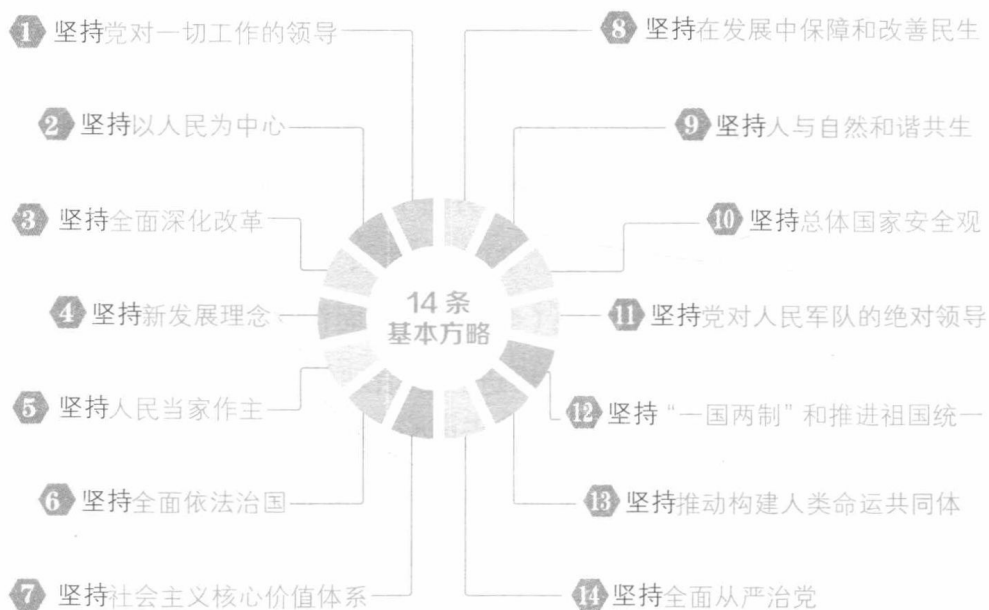 1 坚持党对一切工作的领导
2 坚持以人民为中心
3 坚持全面深化改革
4 坚持新发展理念
5 坚持人民当家作主
6 坚持全面依法治国
7 坚持社会主义核心价值体系
14 条
基本方略
8 坚持在发展中保障和改善民生
9 坚持人与自然和谐共生
10 坚持总体国家安全观
11 坚持党对人民军队的绝对领导
12 坚持“一国两制”和推进祖国统一
13 坚持推动构建人类命运共同体
14 坚持全面从严治党